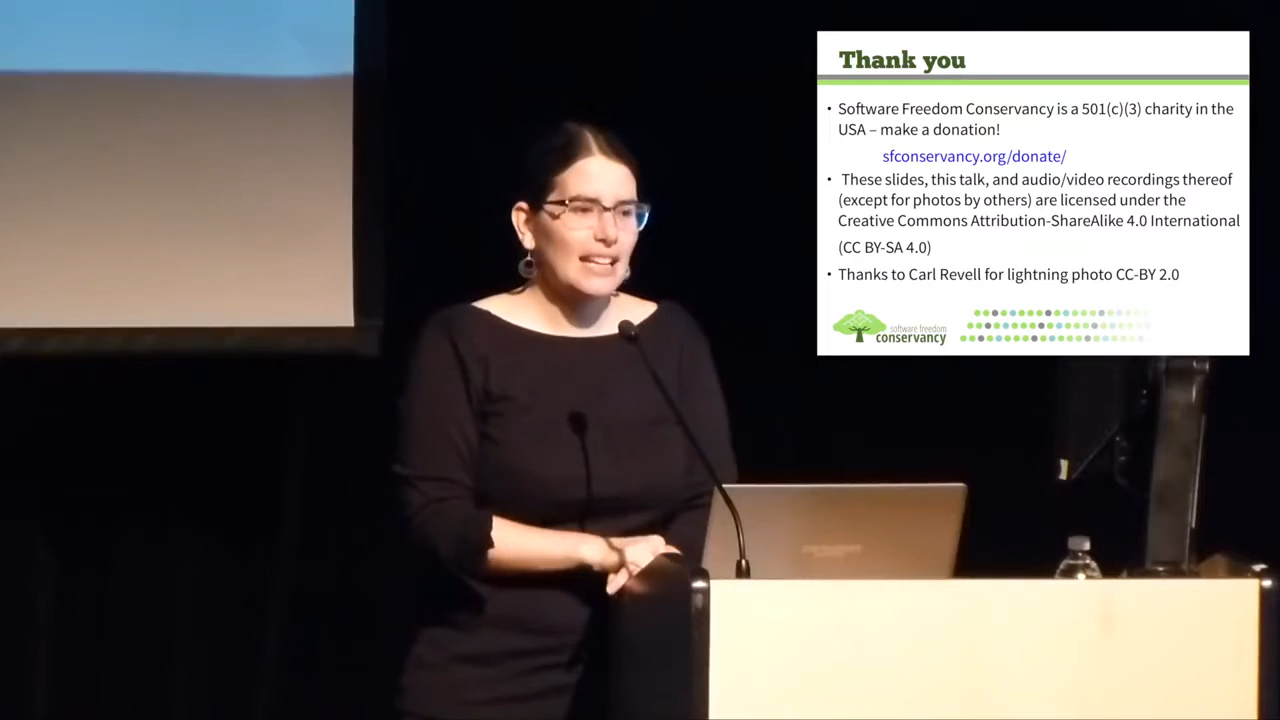 Thank you
• Software Freedom Conservancy is a 501(c)(3) charity in the
USA – make a donation!
sfconservancy.org/donate/
• These slides, this talk, and audio/video recordings thereof
(except for photos by others) are licensed under the
Creative Commons Attribution-ShareAlike 4.0 International
(CC BY-SA 4.0)
• Thanks to Carl Revell for lightning photo CC-BY 2.0
software freedom
conservancy